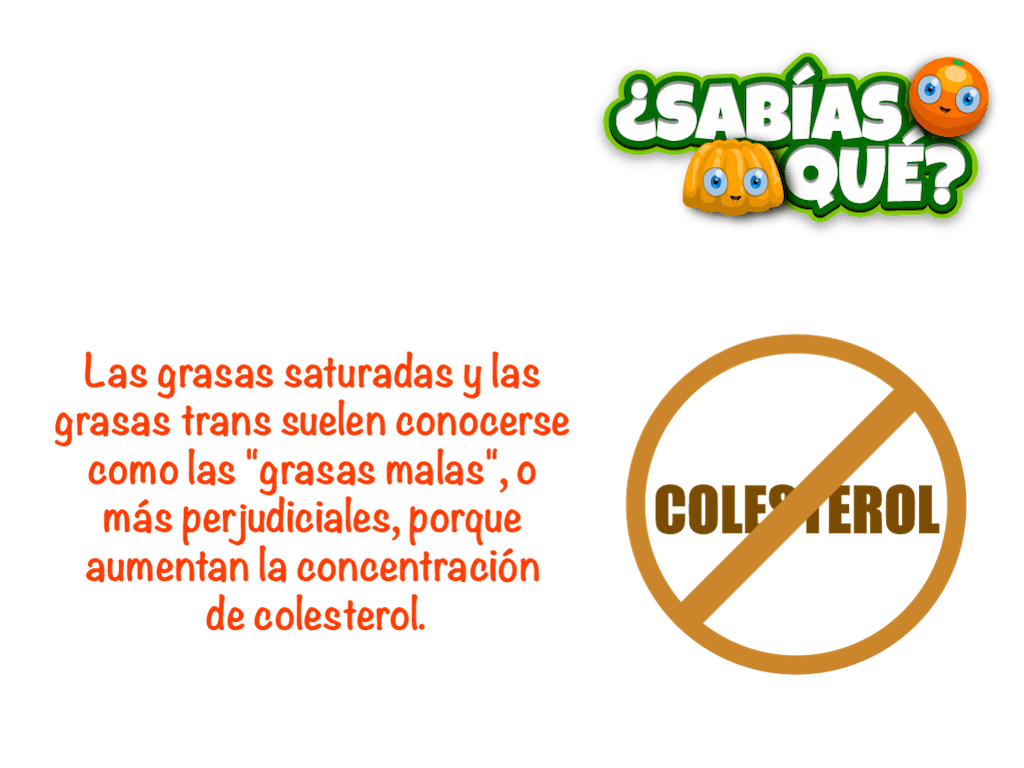 ¿SABÍAS
QUÉ?
Las grasas saturadas y las
grasas trans suelen conocerse
como las "grasas malas", o
más perjudiciales, porque
aumentan la concentración
de colesterol.
COLESTEROL